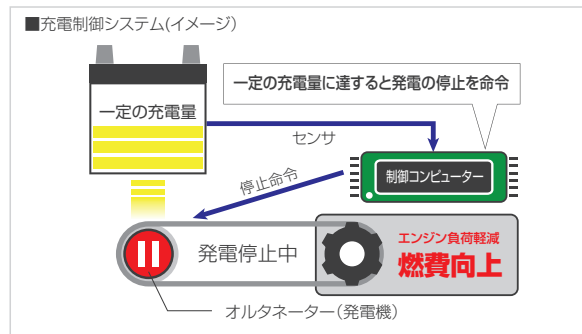 ■充電制御システム(イメージ)
一定の充電量に達すると発電の停止を命令
一定の充電量
センサ
制御コンピューター
停止命令
発電停止中
エンジン負荷軽減
燃費向上
オルタネーター(発電機)